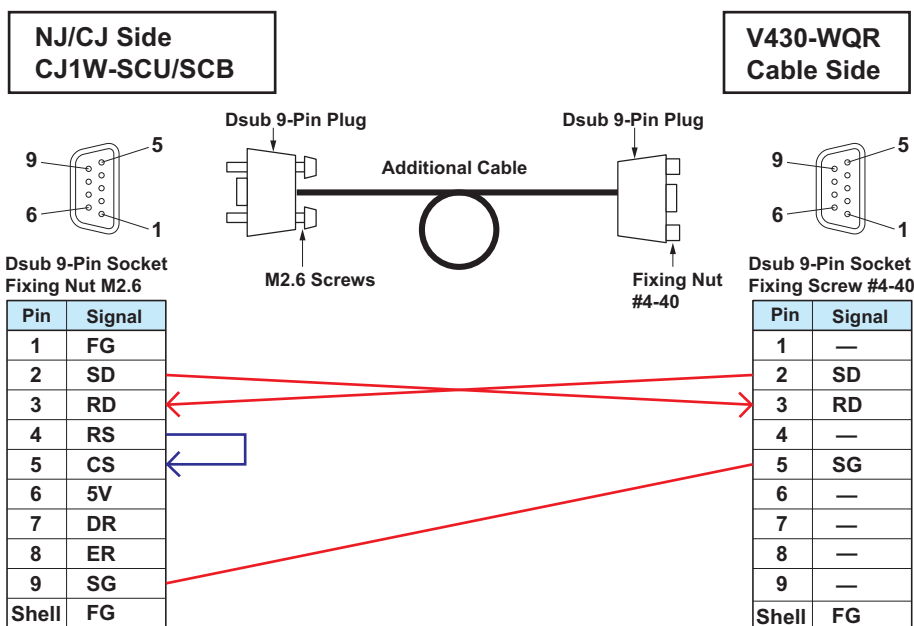 NJ/CJ Side
CJ1W-SCU/SCB
V430-WQR
Cable Side
Dsub 9-Pin Plug
Dsub 9-Pin Plug
Additional Cable
9
5
6
1
9
5
6
1
M2.6 Screws
Fixing Nut
#4-40
Dsub 9-Pin Socket
Fixing Nut M2.6
Dsub 9-Pin Socket
Fixing Screw #4-40
Pin Signal
1 FG
2 SD
3 RD
4 RS
5 CS
6 5V
7 DR
8 ER
9 SG
Shell FG
Pin Signal
1 —
2 SD
3 RD
4 —
5 SG
6 —
7 —
8 —
9 —
Shell FG